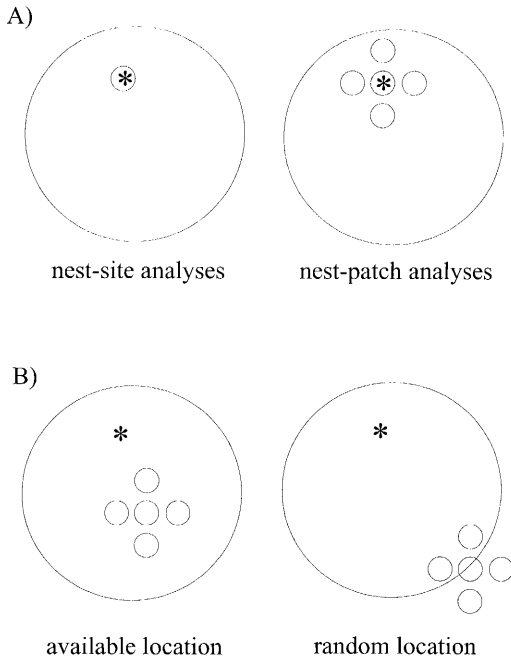 A)
nest-site analyses
nest-patch analyses
B)
available location
random location